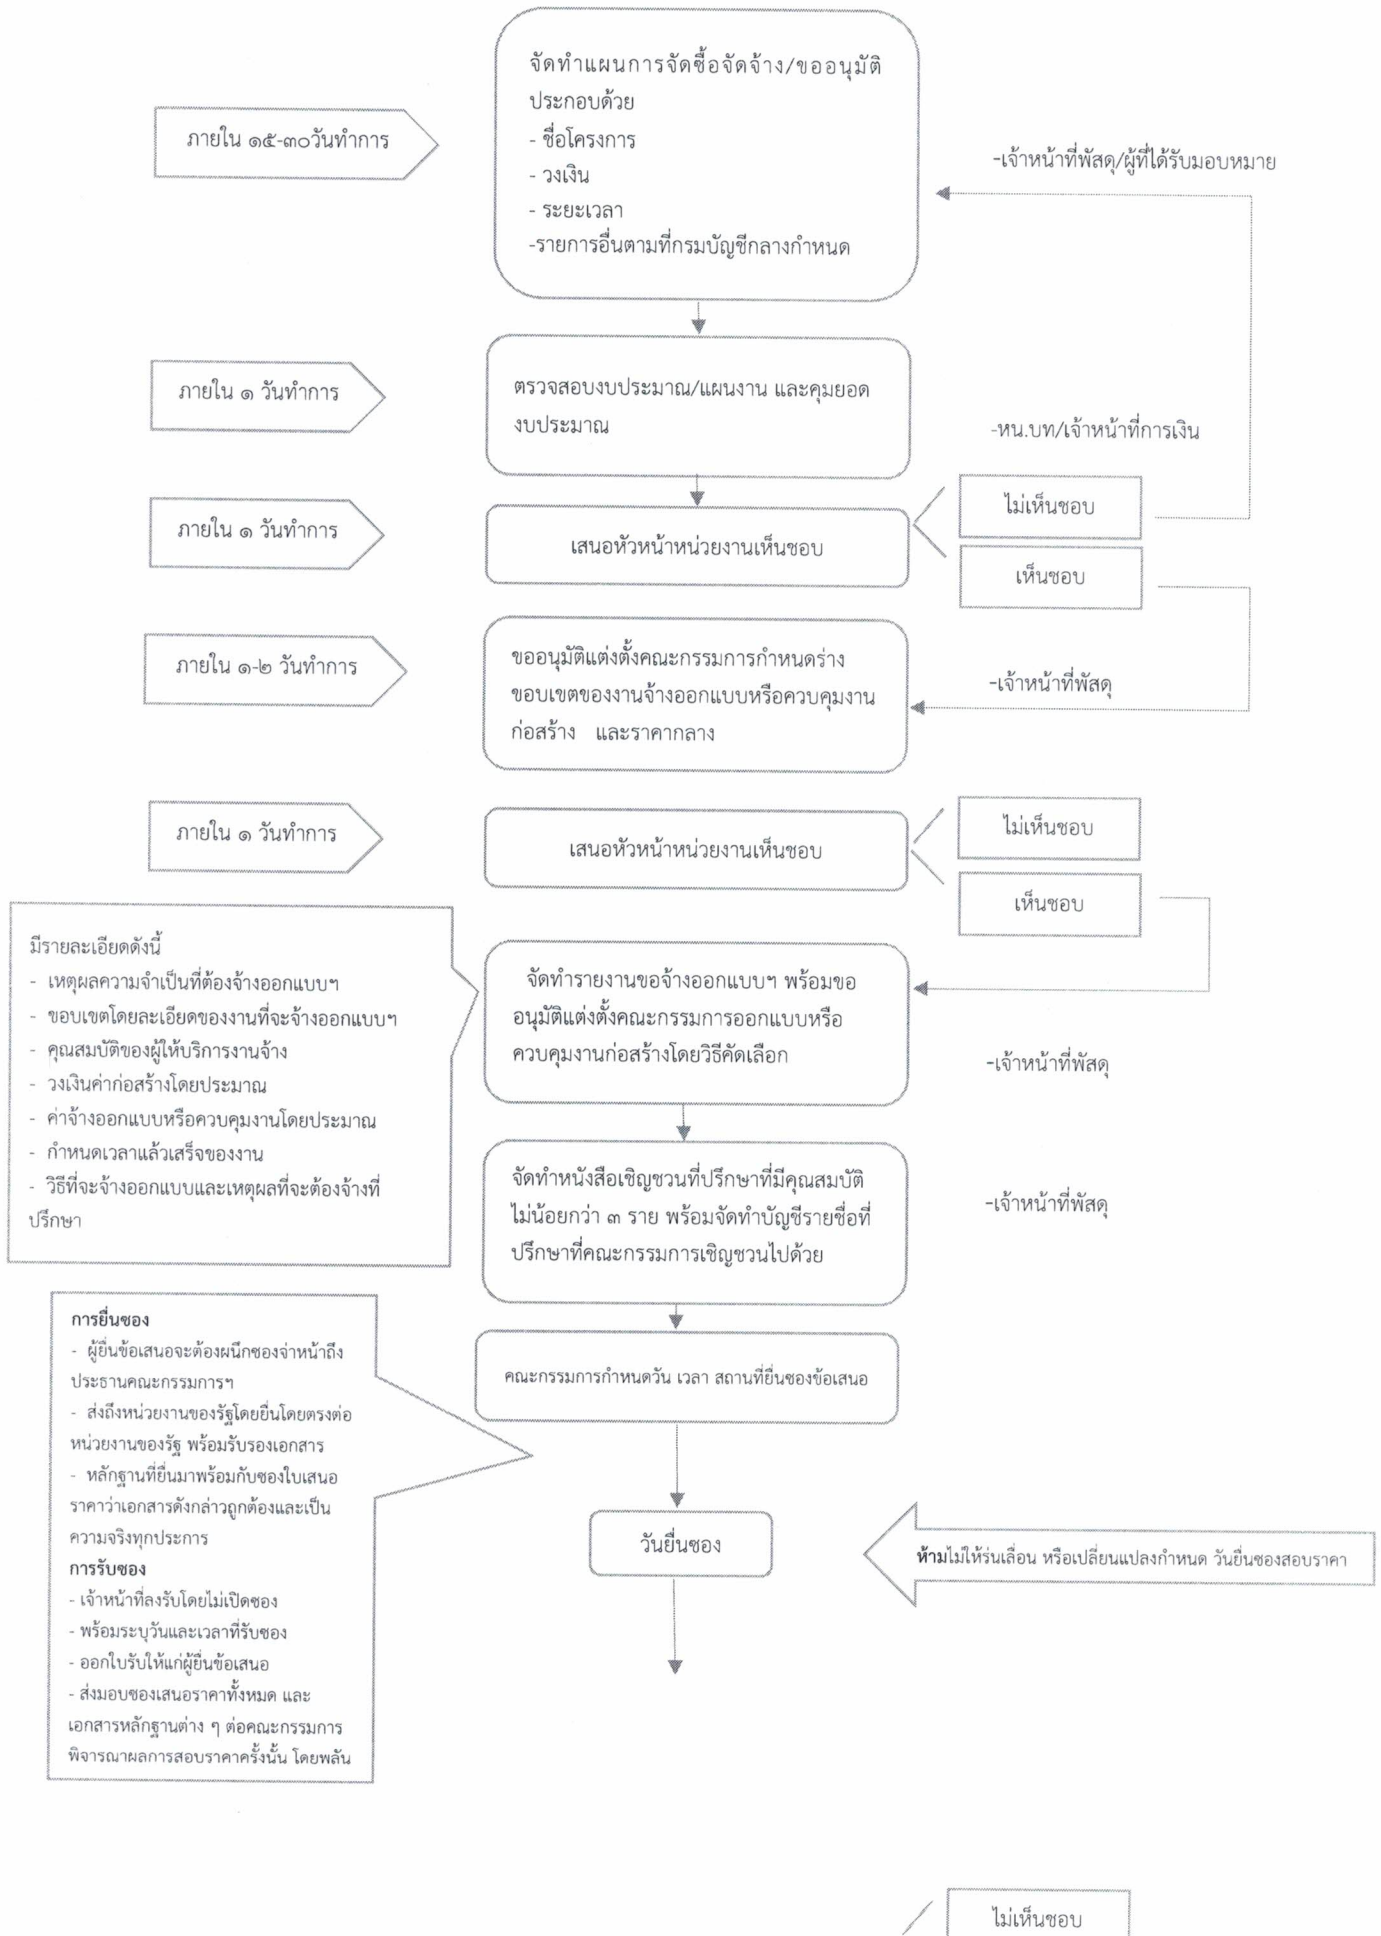 จัดทำแผนการจัดซื้อจัดจ้าง/ขออนุมัติ
ประกอบด้วย
- ชื่อโครงการ
- วงเงิน
- ระยะเวลา
-รายการอื่นตามที่กรมบัญชีกลางกำหนด
ภายใน ๑๕-๓๐วันทำการ
-เจ้าหน้าที่พัสดุ/ผู้ที่ได้รับมอบหมาย
ภายใน ๑ วันทำการ
ตรวจสอบงบประมาณ/แผนงาน และคุมยอด
งบประมาณ
-หน.บท/เจ้าหน้าที่การเงิน
ภายใน ๑ วันทำการ
เสนอหัวหน้าหน่วยงานเห็นชอบ
ไม่เห็นชอบ
เห็นชอบ
ภายใน ๑-๒ วันทำการ
ขออนุมัติแต่งตั้งคณะกรรมการกำหนดร่าง
ขอบเขตของงานจ้างออกแบบหรือควบคุมงาน
ก่อสร้าง และราคากลาง
-เจ้าหน้าที่พัสดุ
ภายใน ๑ วันทำการ
เสนอหัวหน้าหน่วยงานเห็นชอบ
ไม่เห็นชอบ
เห็นชอบ
มีรายละเอียดดังนี้
- เหตุผลความจำเป็นที่ต้องจ้างออกแบบฯ
- ขอบเขตโดยละเอียดของงานที่จะจ้างออกแบบฯ
- คุณสมบัติของผู้ให้บริการงานจ้าง
- วงเงินค่าก่อสร้างโดยประมาณ
- ค่าจ้างออกแบบหรือควบคุมงานโดยประมาณ
- กำหนดเวลาแล้วเสร็จของงาน
- วิธีที่จะจ้างออกแบบและเหตุผลที่จะต้องจ้างที่
ปรึกษา
จัดทำรายงานขอจ้างออกแบบฯ พร้อมขอ
อนุมัติแต่งตั้งคณะกรรมการออกแบบหรือ
ควบคุมงานก่อสร้างโดยวิธีคัดเลือก
-เจ้าหน้าที่พัสดุ
จัดทำหนังสือเชิญชวนที่ปรึกษาที่มีคุณสมบัติ
ไม่น้อยกว่า ๓ ราย พร้อมจัดทำบัญชีรายชื่อที่
ปรึกษาที่คณะกรรมการเชิญชวนไปด้วย
-เจ้าหน้าที่พัสดุ
การยื่นซอง
- ผู้ยื่นข้อเสนอจะต้องผนึกซองจ่าหน้าถึง
ประธานคณะกรรมการฯ
- ส่งถึงหน่วยงานของรัฐโดยยื่นโดยตรงต่อ
หน่วยงานของรัฐ พร้อมรับรองเอกสาร
- หลักฐานที่ยื่นมาพร้อมกับซองใบเสนอ
ราคาว่าเอกสารดังกล่าวถูกต้องและเป็น
ความจริงทุกประการ
การรับซอง
- เจ้าหน้าที่ลงรับโดยไม่เปิดซอง
- พร้อมระบุวันและเวลาที่รับซอง
- ออกใบรับให้แก่ผู้ยื่นข้อเสนอ
- ส่งมอบซองเสนอราคาทั้งหมด และ
เอกสารหลักฐานต่าง ๆ ต่อคณะกรรมการ
พิจารณาผลการสอบราคาครั้งนั้น โดยพลัน
คณะกรรมการกำหนดวัน เวลา สถานที่ยื่นซองข้อเสนอ
วันยื่นซอง
ห้ามไม่ให้ร่นเลื่อน หรือเปลี่ยนแปลงกำหนด วันยื่นซองสอบราคา
ไม่เห็นชอบ